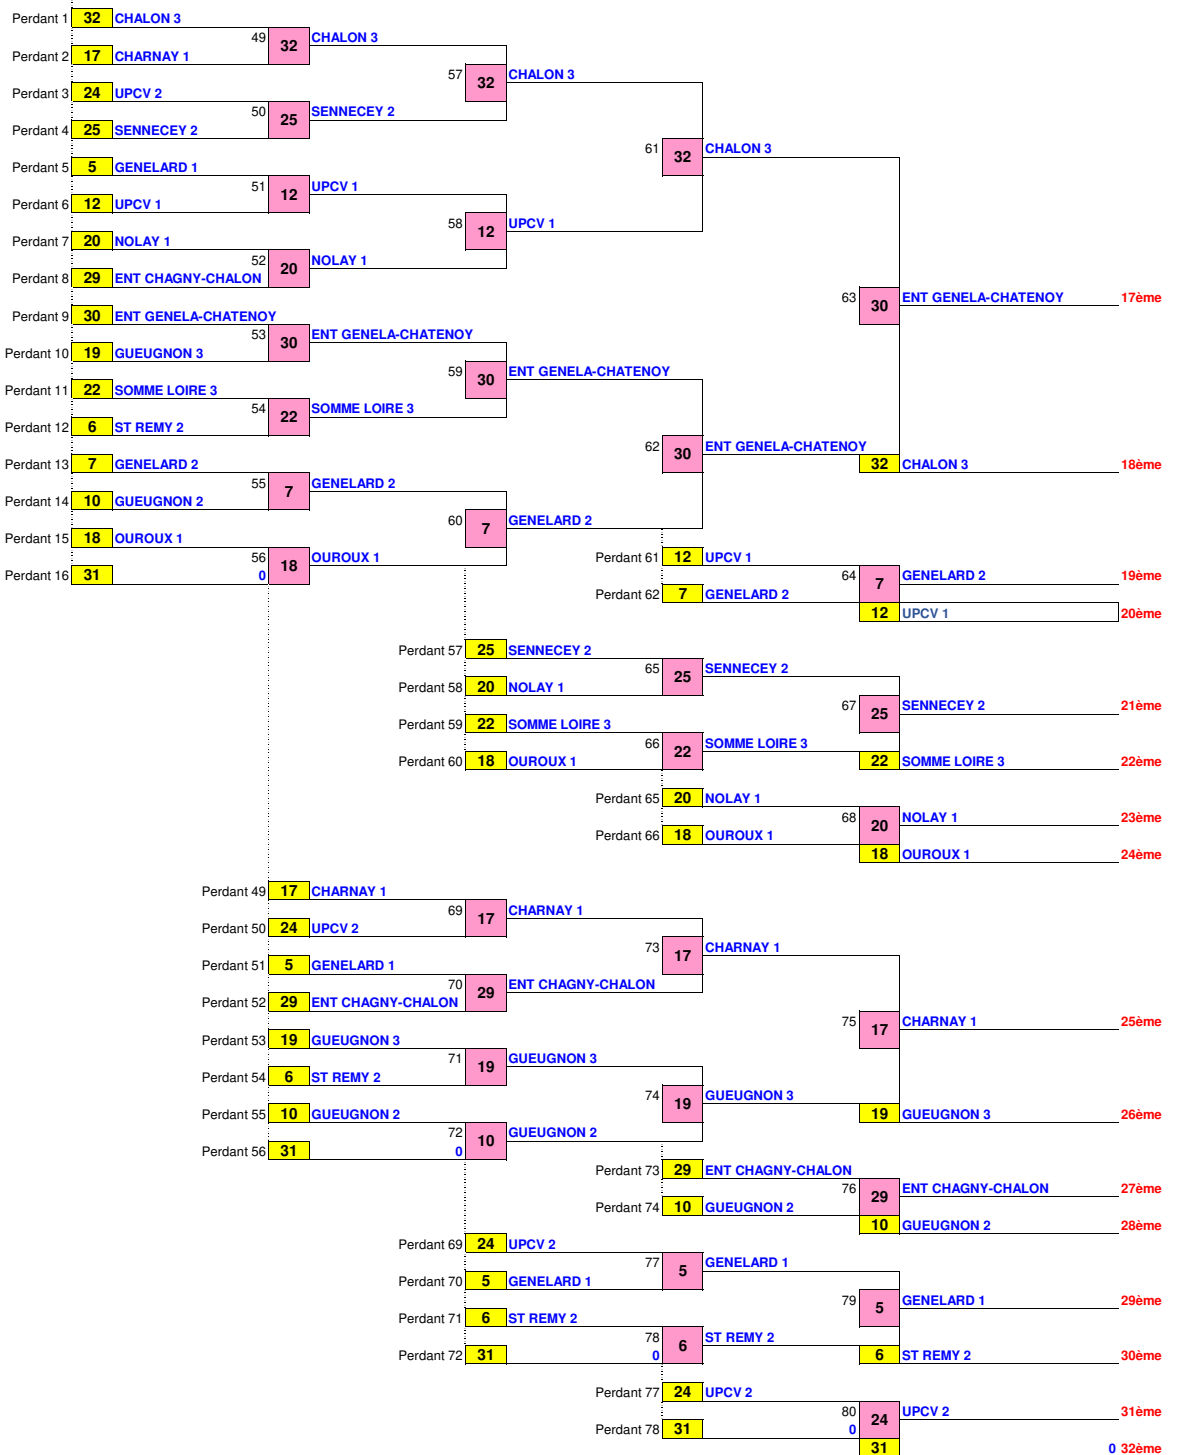 Perdant 1 32 CHALON 3
49 32 CHALON 3
Perdant 2 17 CHARNAY 1
57 32 CHALON 3
Perdant 3 24 UPCV 2
50 25 SENNECEY 2
Perdant 4 25 SENNECEY 2
61 32 CHALON 3
Perdant 5 5 GENELARD 1
51 12 UPCV 1
Perdant 6 12 UPCV 1
58 12 UPCV 1
Perdant 7 20 NOLAY 1
52 20 NOLAY 1
Perdant 8 29 ENT CHAGNY-CHALON
63 30 ENT GENELA-CHATENOY 17ème
Perdant 9 30 ENT GENELA-CHATENOY
53 30 ENT GENELA-CHATENOY
Perdant 10 19 GUEUGNON 3
59 30 ENT GENELA-CHATENOY
Perdant 11 22 SOMME LOIRE 3
54 22 SOMME LOIRE 3
Perdant 12 6 ST REMY 2
62 30 ENT GENELA-CHATENOY
Perdant 13 7 GENELARD 2
32 CHALON 3 18ème
55 7 GENELARD 2
Perdant 14 10 GUEUGNON 2
60 7 GENELARD 2
Perdant 15 18 OUROUX 1
56 18 OUROUX 1
Perdant 61 12 UPCV 1
Perdant 16 31 0
64 7 GENELARD 2 19ème
Perdant 62 7 GENELARD 2
12 UPCV 1 20ème
Perdant 57 25 SENNECEY 2
65 25 SENNECEY 2
Perdant 58 20 NOLAY 1
67 25 SENNECEY 2 21ème
Perdant 59 22 SOMME LOIRE 3
66 22 SOMME LOIRE 3
Perdant 60 18 OUROUX 1
22 SOMME LOIRE 3 22ème
Perdant 65 20 NOLAY 1
68 20 NOLAY 1 23ème
Perdant 66 18 OUROUX 1
18 OUROUX 1 24ème
Perdant 49 17 CHARNAY 1
69 17 CHARNAY 1
Perdant 50 24 UPCV 2
73 17 CHARNAY 1
Perdant 51 5 GENELARD 1
70 29 ENT CHAGNY-CHALON
Perdant 52 29 ENT CHAGNY-CHALON
75 17 CHARNAY 1 25ème
Perdant 53 19 GUEUGNON 3
71 19 GUEUGNON 3
Perdant 54 6 ST REMY 2
74 19 GUEUGNON 3
Perdant 55 10 GUEUGNON 2
19 GUEUGNON 3 26ème
72 10 GUEUGNON 2
Perdant 56 31 0
Perdant 73 29 ENT CHAGNY-CHALON
76 29 ENT CHAGNY-CHALON 27ème
Perdant 74 10 GUEUGNON 2
10 GUEUGNON 2 28ème
Perdant 69 24 UPCV 2
77 5 GENELARD 1
Perdant 70 5 GENELARD 1
79 5 GENELARD 1 29ème
Perdant 71 6 ST REMY 2
78 6 ST REMY 2
Perdant 72 31 0
6 ST REMY 2 30ème
Perdant 77 24 UPCV 2
80 24 UPCV 2 31ème
Perdant 78 31 0
31 0 32ème